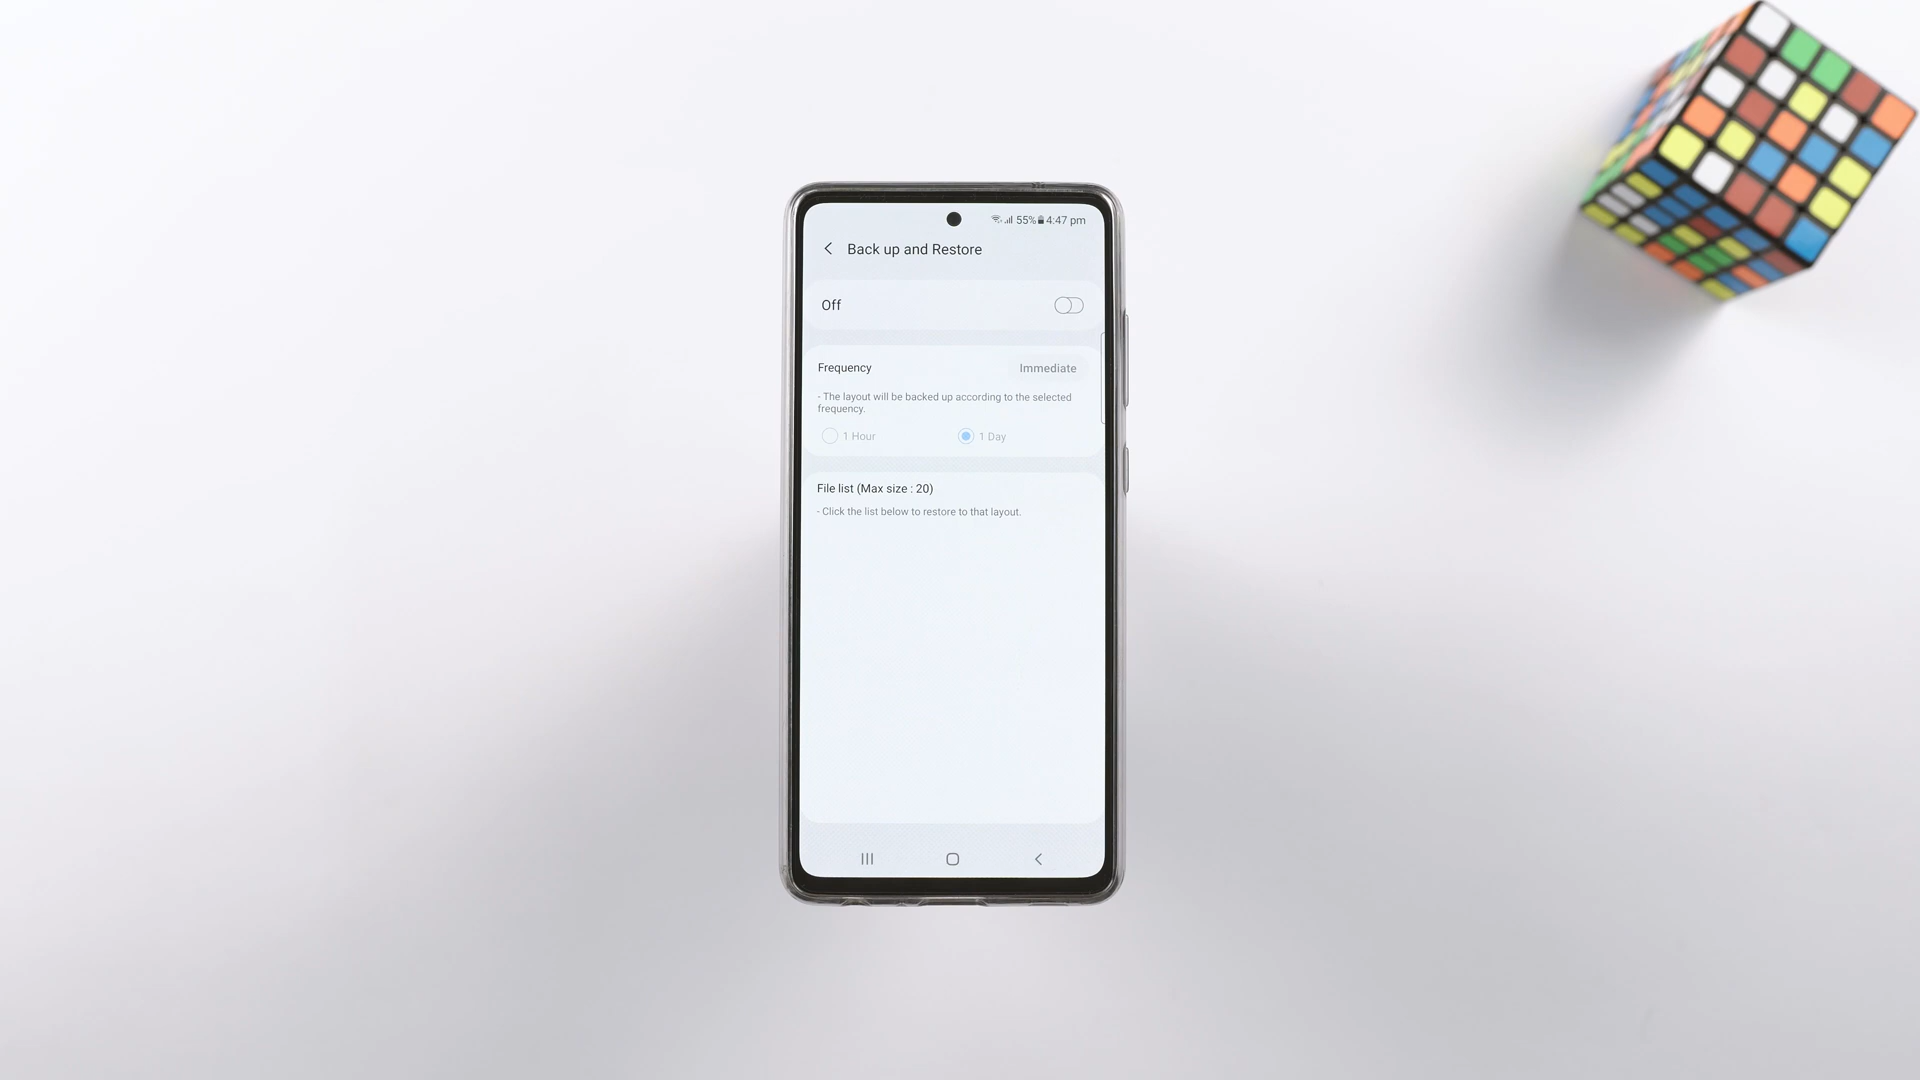 55% 4:47 pm
Back up and Restore
Off
Frequency
Immediate
- The layout will be backed up according to the selected
frequency.
1 Hour
1 Day
File list (Max size : 20)
- Click the list below to restore to that layout.